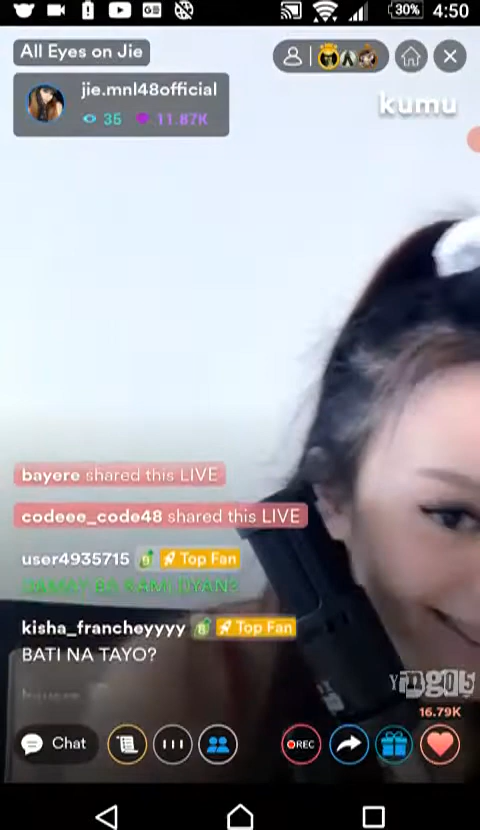 30% 4:50
All Eyes on Jie
jie.mnl48official
35 11.87K
kumu
bayere shared this LIVE
codeee_code48 shared this LIVE
user4935715 9 Top Fan
DAMAY BA KAMI DYAN?
kisha_francheyyyy 8 Top Fan
BATI NA TAYO?
16.79K
Chat
REC